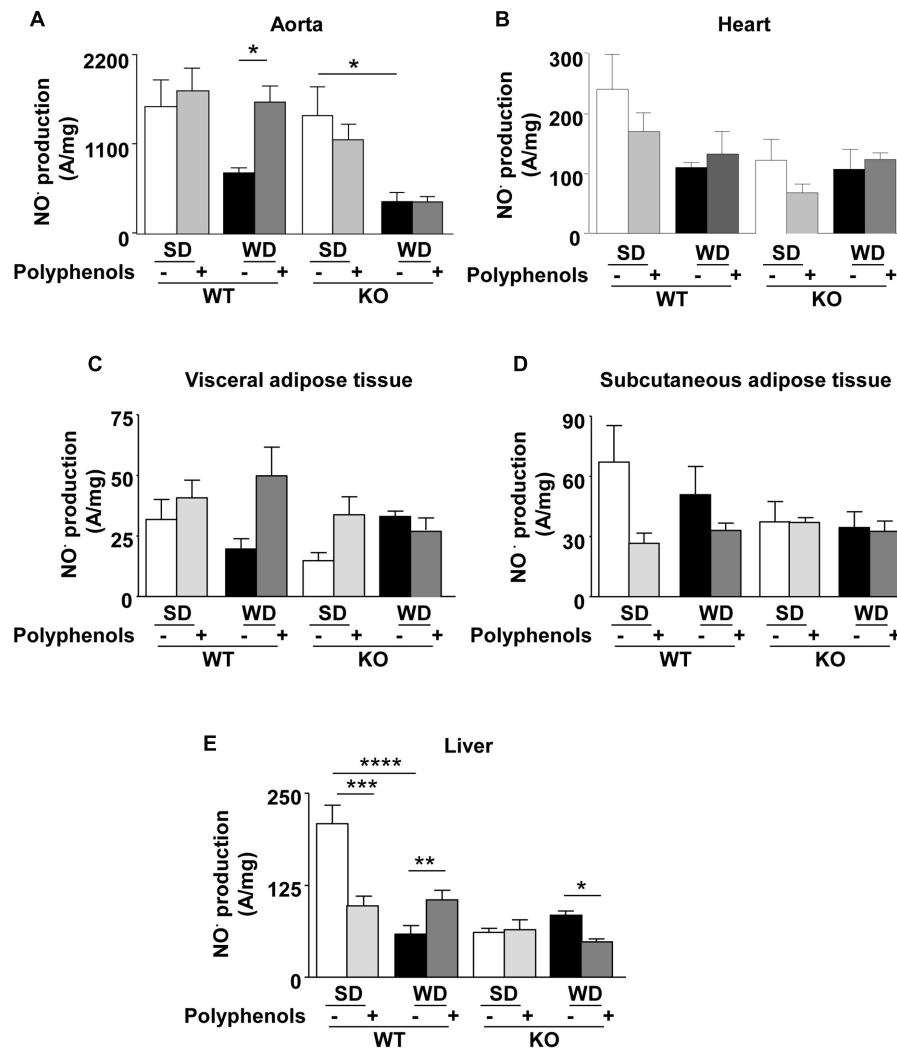 A
Aorta
NO· production
(A/mg)
2200
1100
0
*
*
SD WD SD WD
Polyphenols - + - + - + - +
WT KO
B
Heart
NO· production
(A/mg)
300
200
100
0
SD WD SD WD
Polyphenols - + - + - + - +
WT KO
C
Visceral adipose tissue
NO· production
(A/mg)
75
50
25
0
SD WD SD WD
Polyphenols - + - + - + - +
WT KO
D
Subcutaneous adipose tissue
NO· production
(A/mg)
90
60
30
0
SD WD SD WD
Polyphenols - + - + - + - +
WT KO
E
Liver
NO· production
(A/mg)
250
125
0
****
***
**
*
SD WD SD WD
Polyphenols - + - + - + - +
WT KO